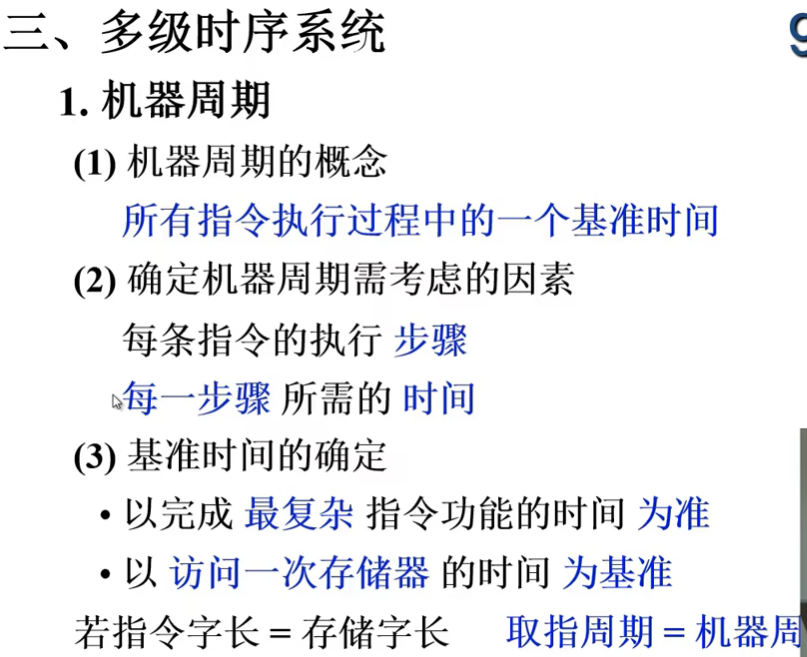 三、多级时序系统
1. 机器周期
(1) 机器周期的概念
所有指令执行过程中的一个基准时间
(2) 确定机器周期需考虑的因素
每条指令的执行 步骤
每一步骤 所需的 时间
(3) 基准时间的确定
• 以完成 最复杂 指令功能的时间 为准
• 以 访问一次存储器 的时间 为基准
若指令字长 = 存储字长 取指周期 = 机器周